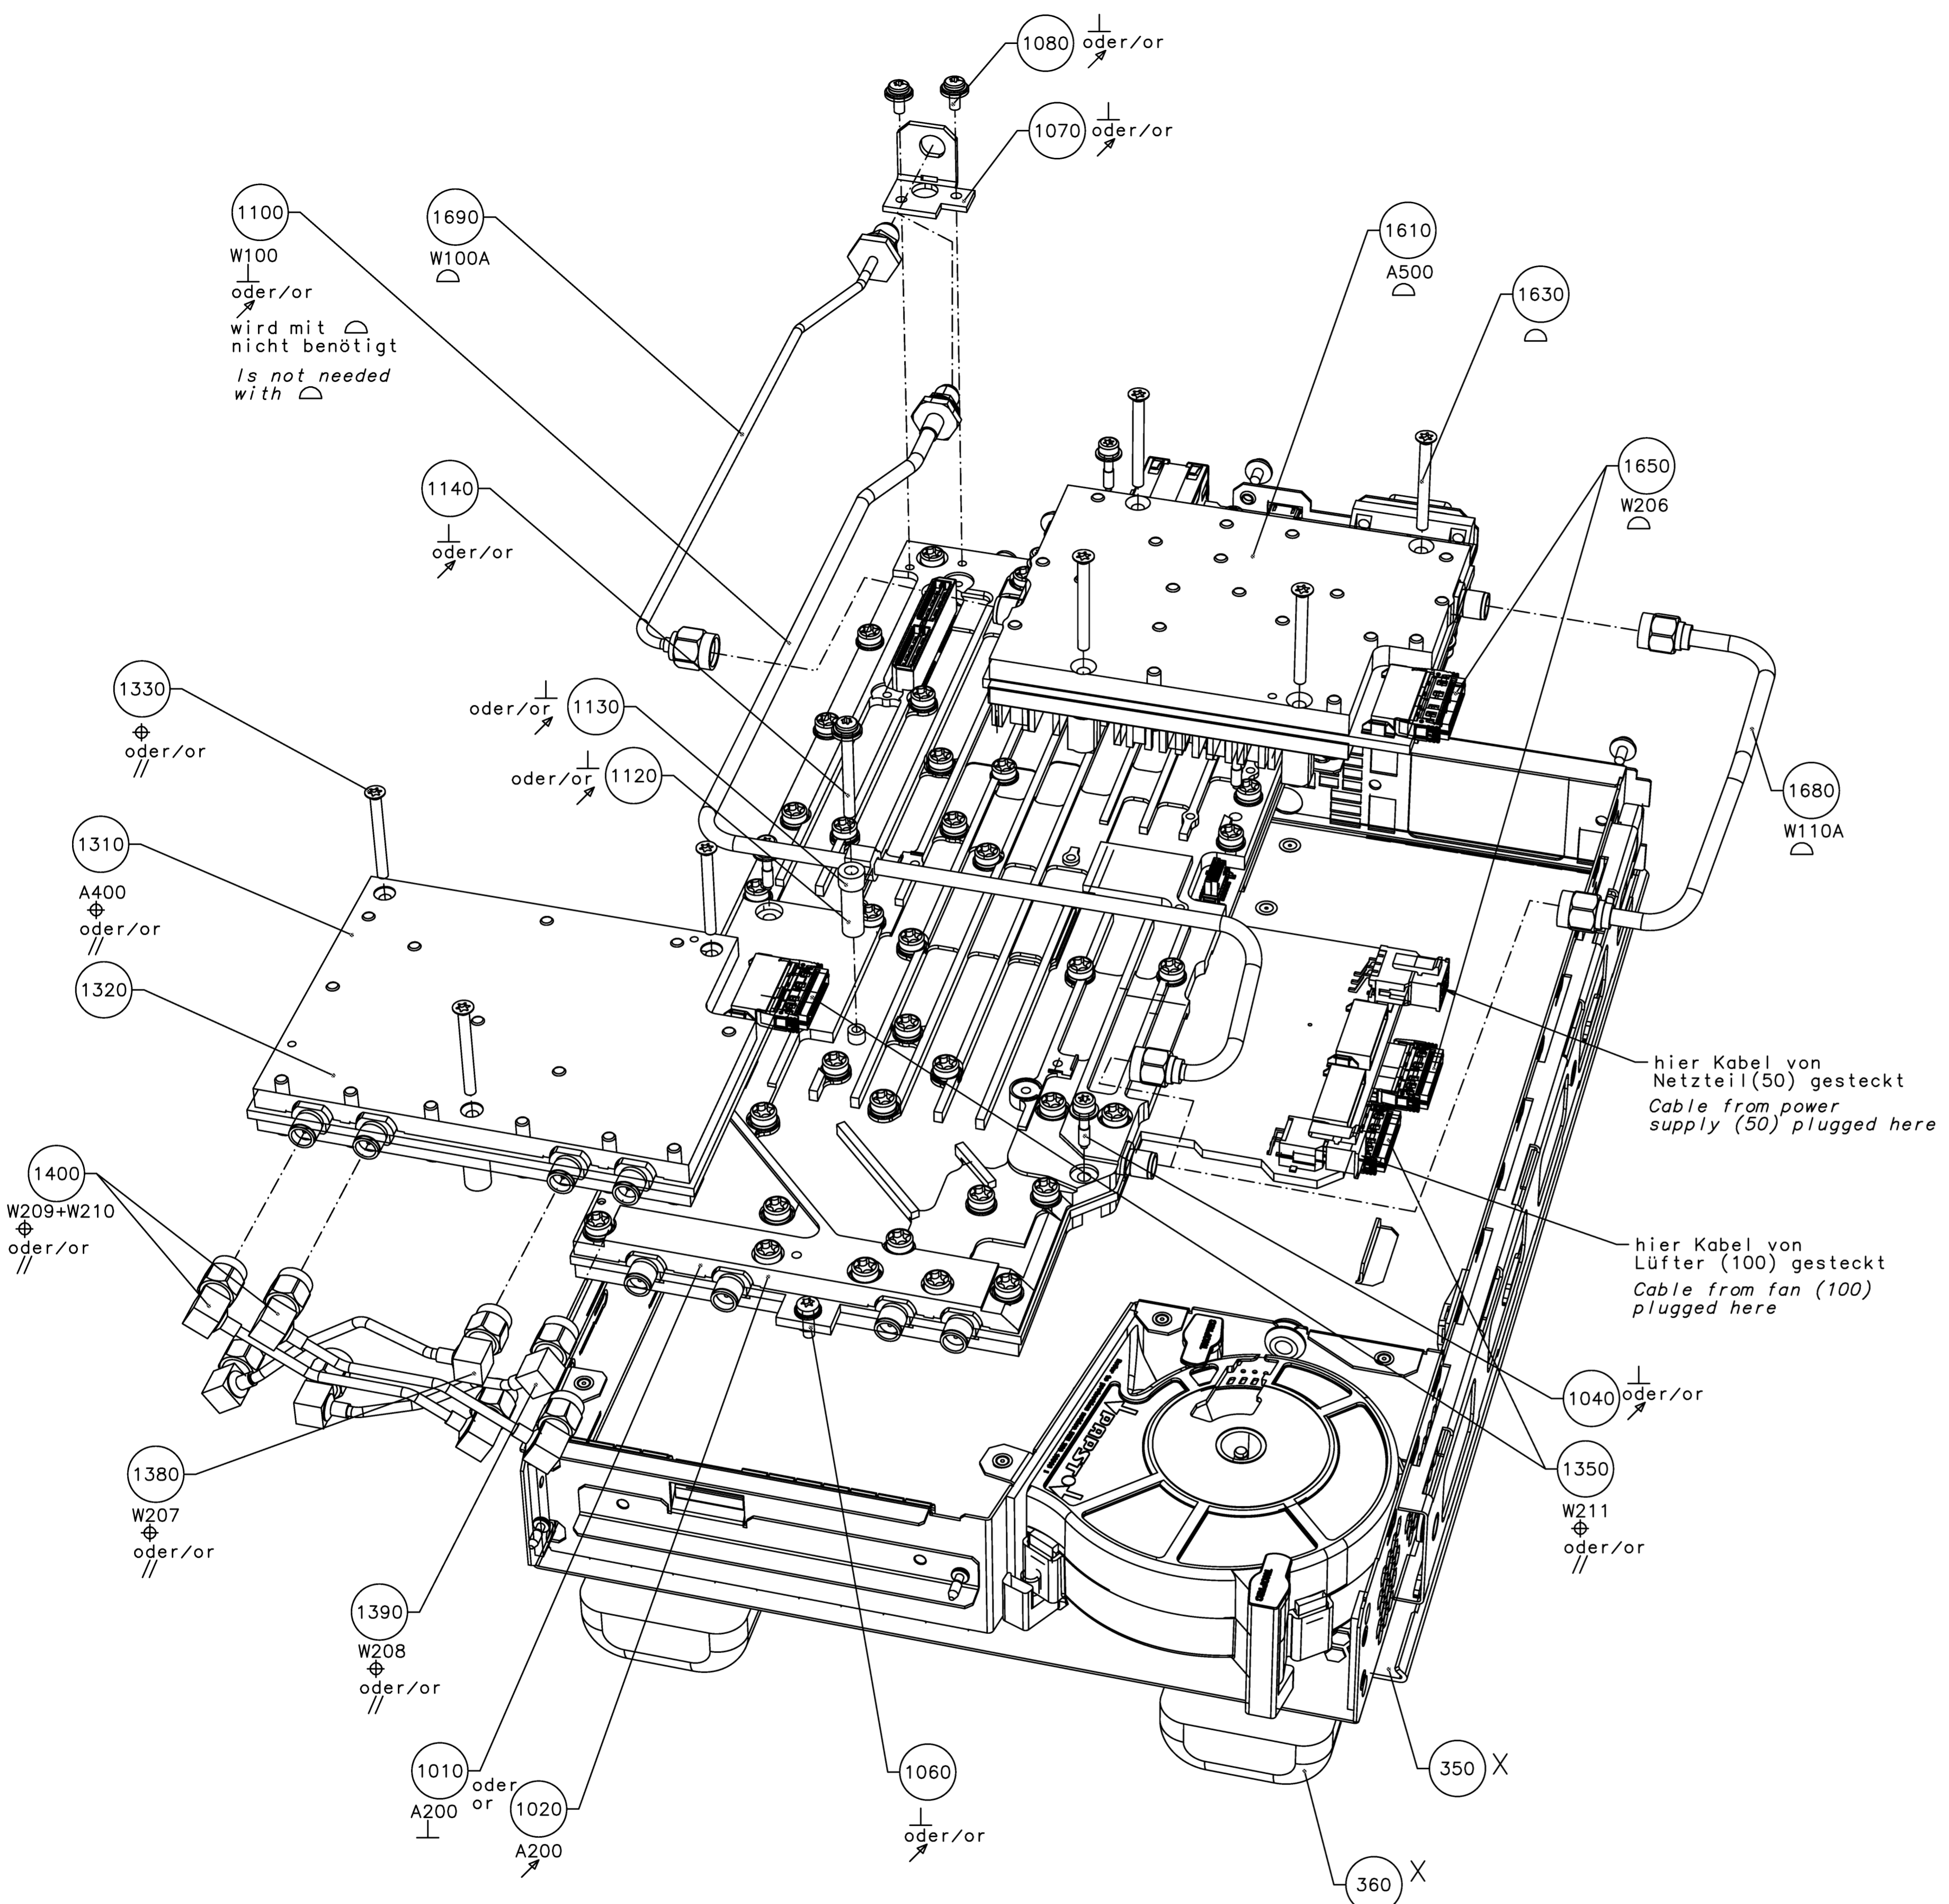 1080
oder/or
1070
oder/or
1100
W100
oder/or
wird mit
nicht benötigt
Is not needed
with
1690
W100A
1610
A500
1630
1650
W206
1140
oder/or
1330
oder/or
oder/or 1130
oder/or 1120
1680
W110A
1310
A400
oder/or
1320
hier Kabel von
Netzteil(50) gesteckt
Cable from power
supply (50) plugged here
1400
W209+W210
oder/or
hier Kabel von
Lüfter (100) gesteckt
Cable from fan (100)
plugged here
1040 oder/or
1350
W211
oder/or
1380
W207
oder/or
1390
W208
oder/or
PAPST
1010 oder
or
A200
1020
A200
1060
oder/or
350 X
360 X